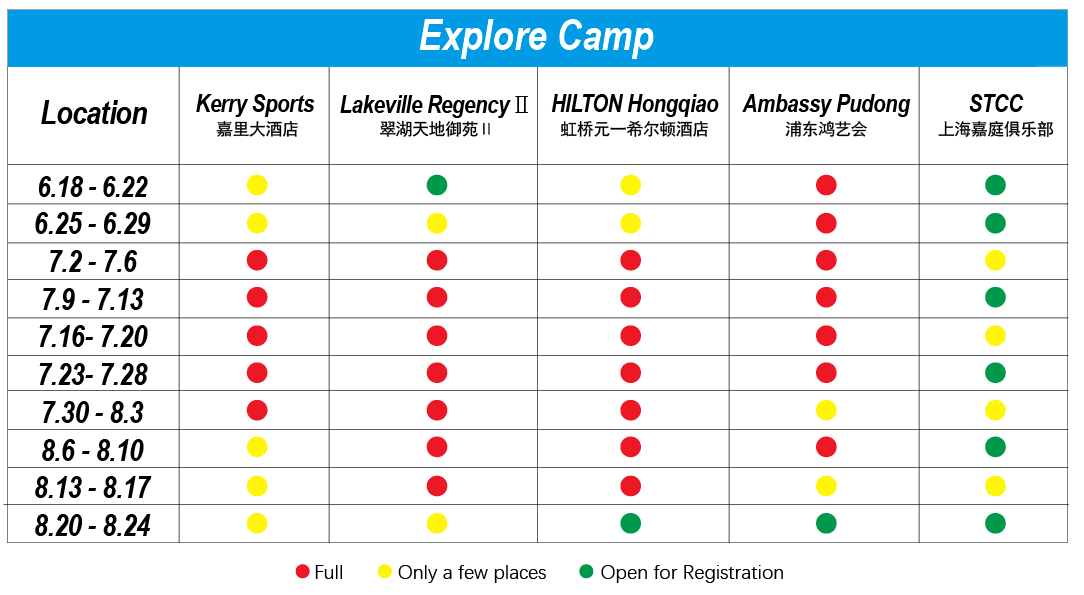 Explore Camp
Location
Kerry Sports
嘉里大酒店
Lakeville Regency Ⅱ
翠湖天地御苑Ⅱ
HILTON Hongqiao
虹桥元一希尔顿酒店
Ambassy Pudong
浦东鸿艺会
STCC
上海嘉庭俱乐部
6.18 - 6.22
6.25 - 6.29
7.2 - 7.6
7.9 - 7.13
7.16- 7.20
7.23- 7.28
7.30 - 8.3
8.6 - 8.10
8.13 - 8.17
8.20 - 8.24
Full
Only a few places
Open for Registration